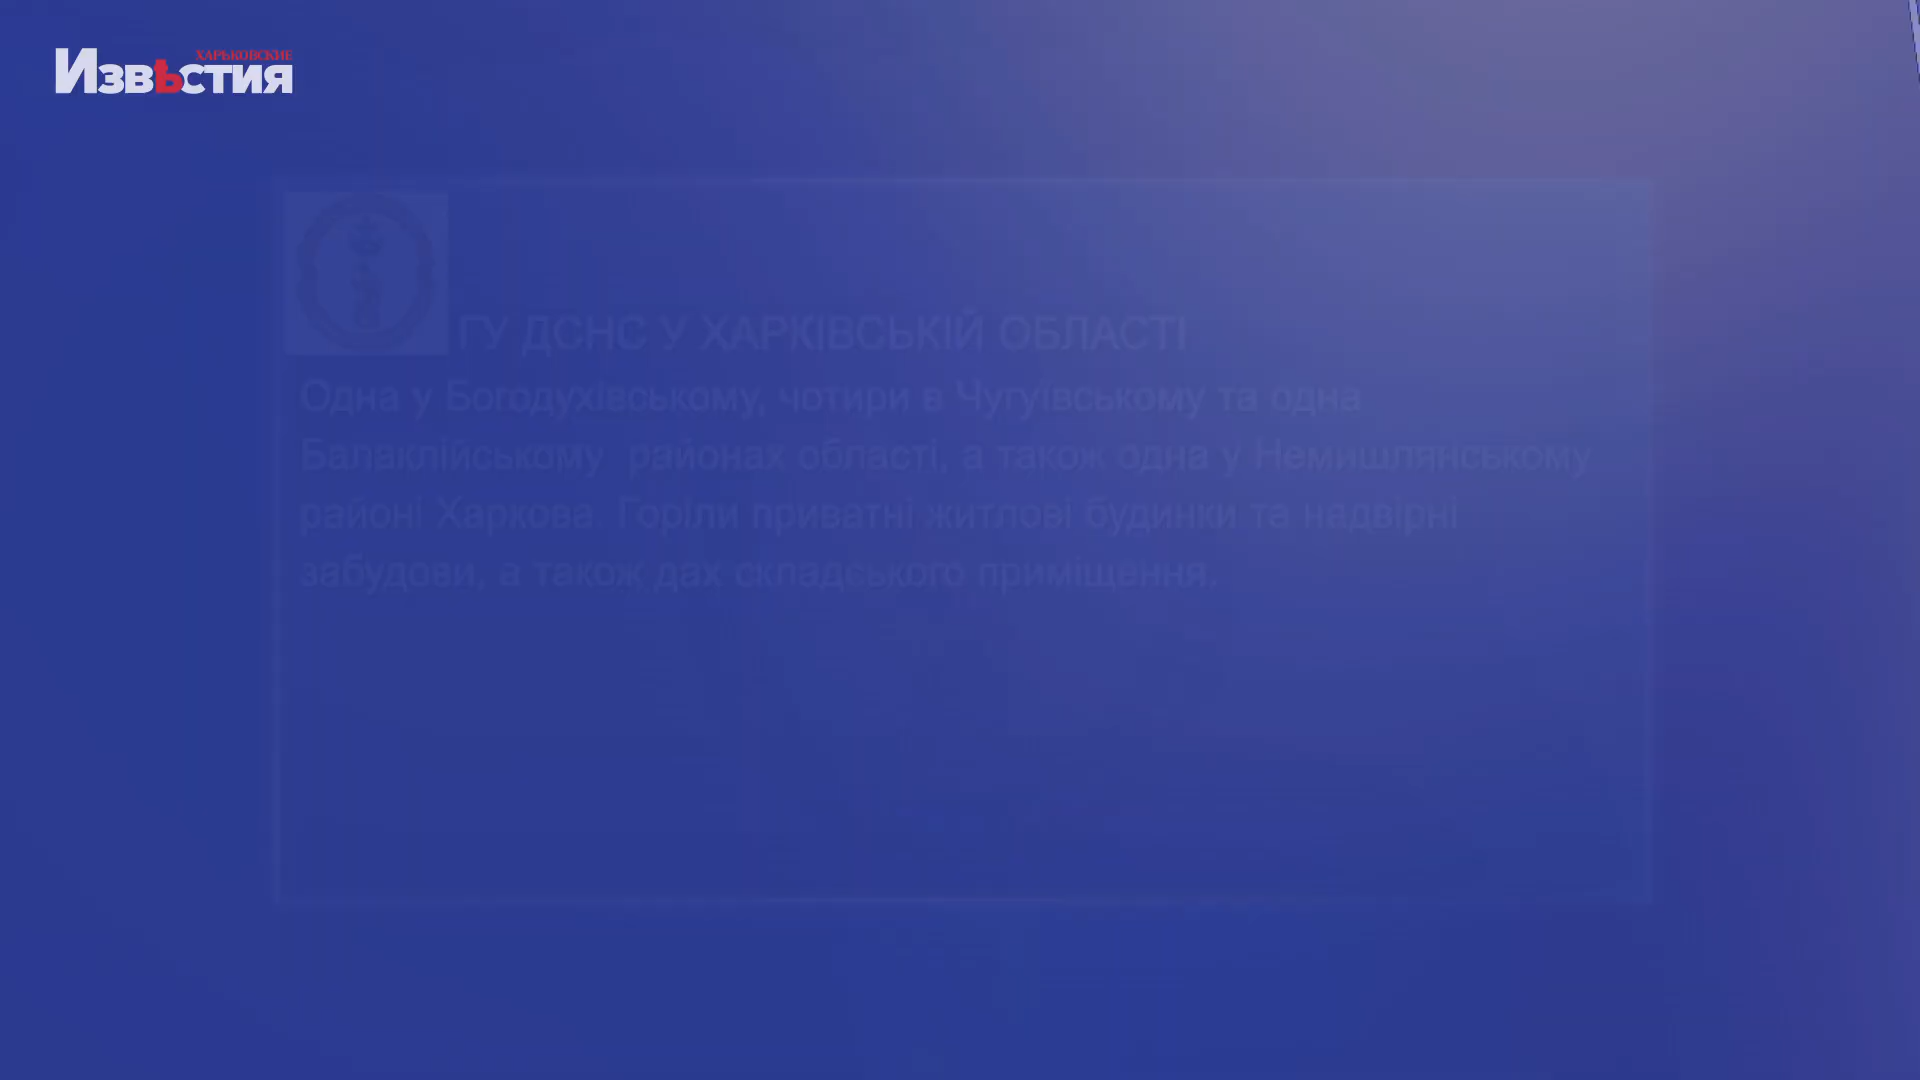 ХАРЬКОВСКИЕ
ИзвѢстия
ГУ ДСНС У ХАРКІВСЬКІЙ ОБЛАСТІ
Одна у Богодухівському, чотири в Чугуївському та одна
Балаклійському районах області, а також одна у Немишлянському
районі Харкова. Горіли приватні житлові будинки та надвірні
забудови, а також дах складського приміщення.